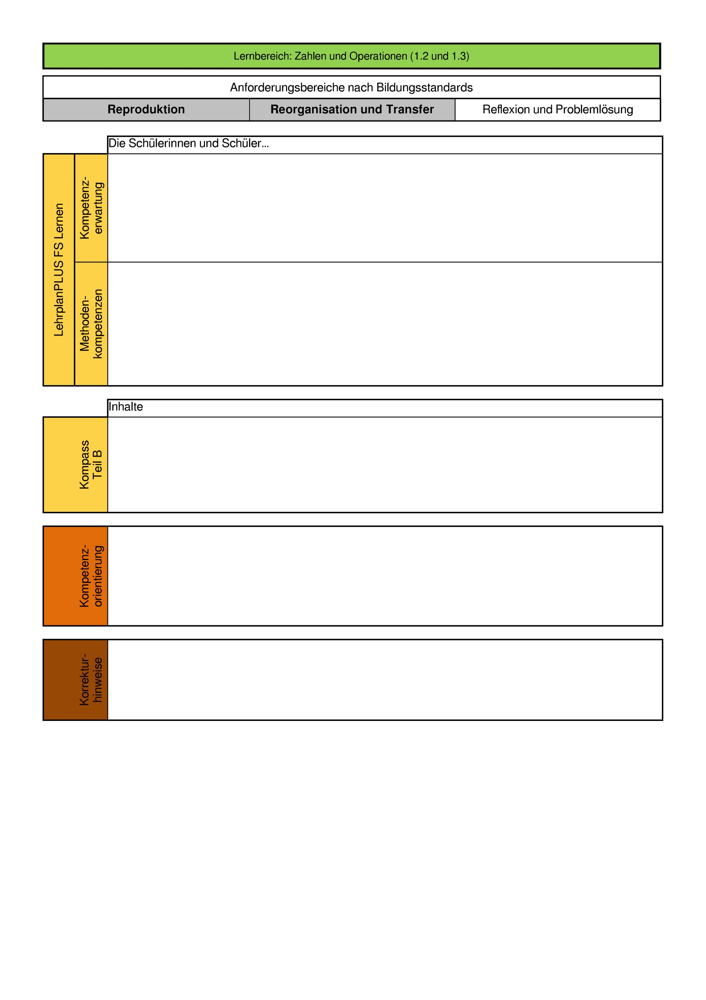 Lernbereich: Zahlen und Operationen (1.2 und 1.3)
Anforderungsbereiche nach Bildungsstandards
Reproduktion
Reorganisation und Transfer
Reflexion und Problemlösung
Die Schülerinnen und Schüler...
LehrplanPLUS FS Lernen
Kompetenz-
erwartung
Methoden-
kompetenzen
Inhalte
Kompass
Teil B
Kompetenz-
orientierung
Korrektur-
hinweise